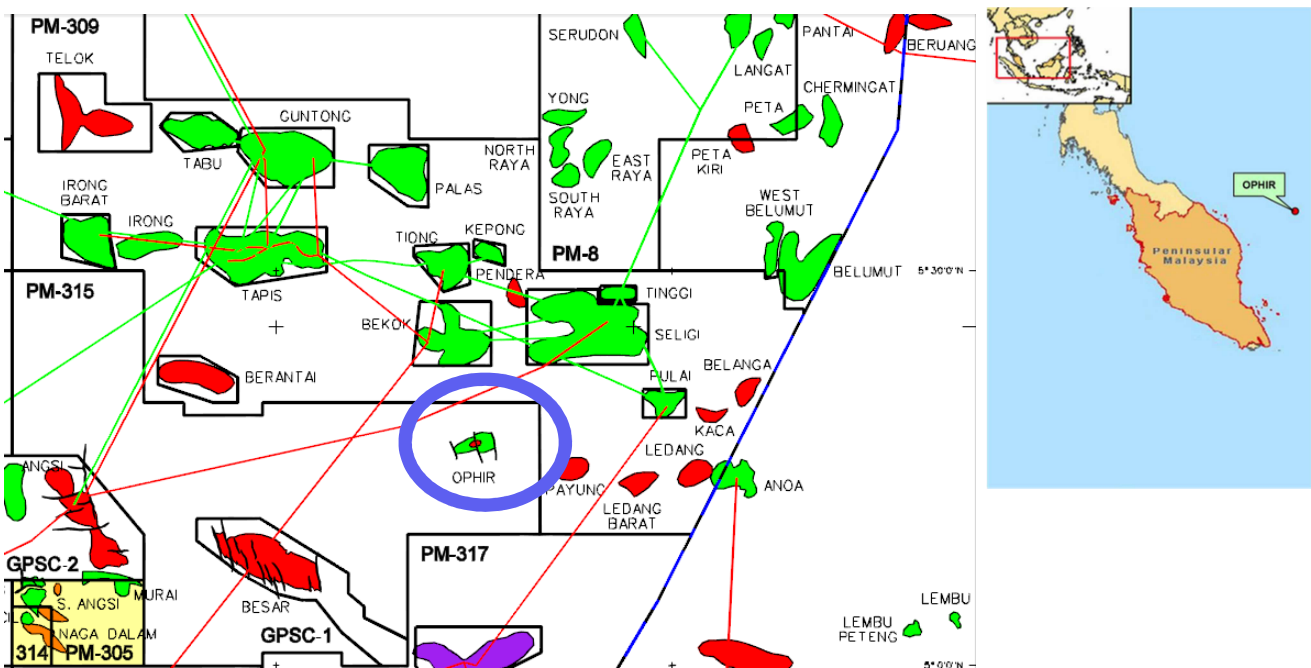 PM-309
TELOK
GUNTONG
TABU
PALAS
IRONG
BARAT
IRONG
TAPIS
PM-315
SERUDON
PANTAI
BERUANG
LANGAT
CHERMINGAT
YONG
PETA
NORTH
RAYA
EAST
RAYA
PETA
KIRI
SOUTH
RAYA
WEST
BELUMUT
TIONG
KEPONG
PM-8
PENDERA
BELUMUT
5°30'0"N
TINGGI
BEKOK
SELIGI
BERANTAI
PULAI
BELANGA
KACA
OPHIR
LEDANG
PAYUNG
ANOA
LEDANG
BARAT
ANGSI
GPSC-2
PM-317
S. ANGSI
MURAI
BESAR
NAGA DALAM
GPSC-1
314
PM-305
LEMBU
LEMBU
PETENG
5°0'0"N
OPHIR
Peninsular
Malaysia